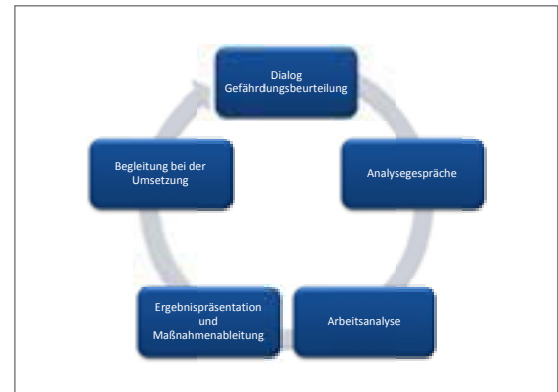 Dialog
Gefährdungsbeurteilung
Analysegespräche
Arbeitsanalyse
Ergebnispräsentation
und
Maßnahmenableitung
Begleitung bei der
Umsetzung